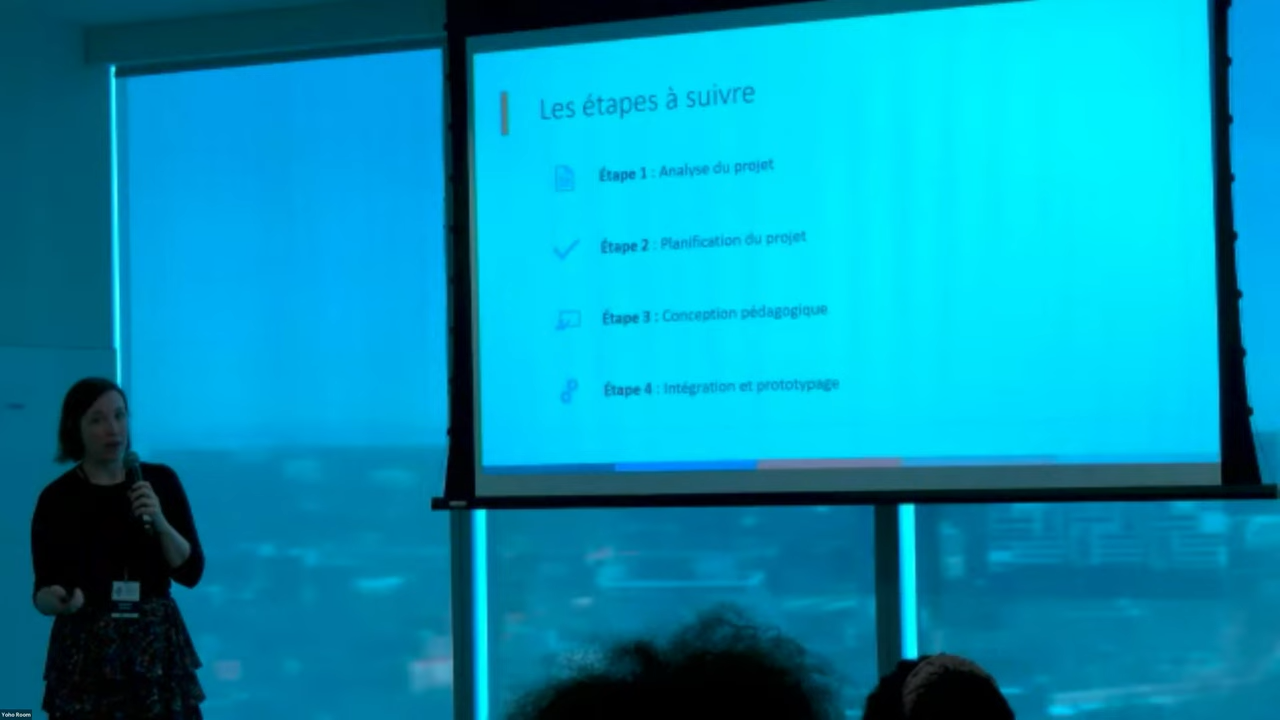 Les étapes à suivre
Étape 1 : Analyse du projet
Étape 2 : Planification du projet
Étape 3 : Conception pédagogique
Étape 4 : Intégration et prototypage
Yoho Room